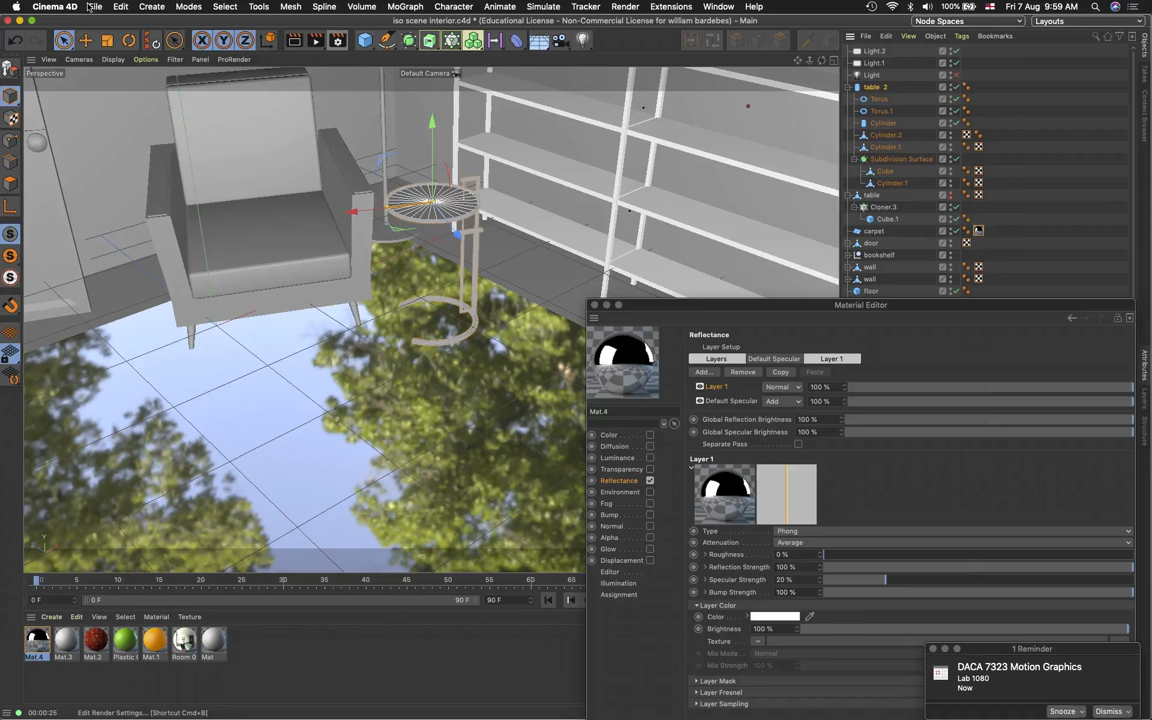 Cinema 4D File Edit Create Modes Select Tools Mesh Spline Volume MoGraph Character Animate Simulate Tracker Render Extensions Window Help 100% Fri 7 Aug 9:59 AM
iso scene interior.c4d * (Educational License - Non-Commercial License for william bardebes) - Main
Node Spaces Layouts
View Cameras Display Options Filter Panel ProRender
File Edit View Object Tags Bookmarks
Perspective Default Camera
Light.2
Light.3
Light
table 2
Torus
Torus.1
Cylinder
Cylinder.2
Cylinder.1
Subdivision Surface
Cube
Cylinder.1
table
Cloner.3
Cube.1
carpet
door
bookshelf
wall
wall
floor
Objects
Takes
Content Browser
Attributes
Layers
Structure
Material Editor
Reflectance
Layer Setup
Layers Default Specular Layer 1
Add... Remove Copy Paste
Layer 1 Normal 100 %
Default Specular Add 100 %
Global Reflection Brightness 100 %
Global Specular Brightness 100 %
Separate Pass
Mat.4
Color
Diffusion
Luminance
Transparency
Reflectance
Environment
Fog
Bump
Normal
Alpha
Glow
Displacement
Editor
Illumination
Assignment
Layer 1
Type Phong
Attenuation Average
Roughness 0 %
Reflection Strength 100 %
Specular Strength 20 %
Bump Strength 100 %
Layer Color
Color
Brightness 100 %
Texture
Mix Mode Normal
Mix Strength 100 %
Layer Mask
Layer Fresnel
Layer Sampling
0 5 10 15 20 25 30 35 40 45 50 55 60 65
0 F 0 F 90 F 90 F
Create Edit View Select Material Texture
Mat.4 Mat.3 Mat.2 Plastic Mat.1 Room 0 Mat
1 Reminder
DACA 7323 Motion Graphics
Lab 1080
Now
Snooze Dismiss
00:00:25 Edit Render Settings... [Shortcut Cmd+B]